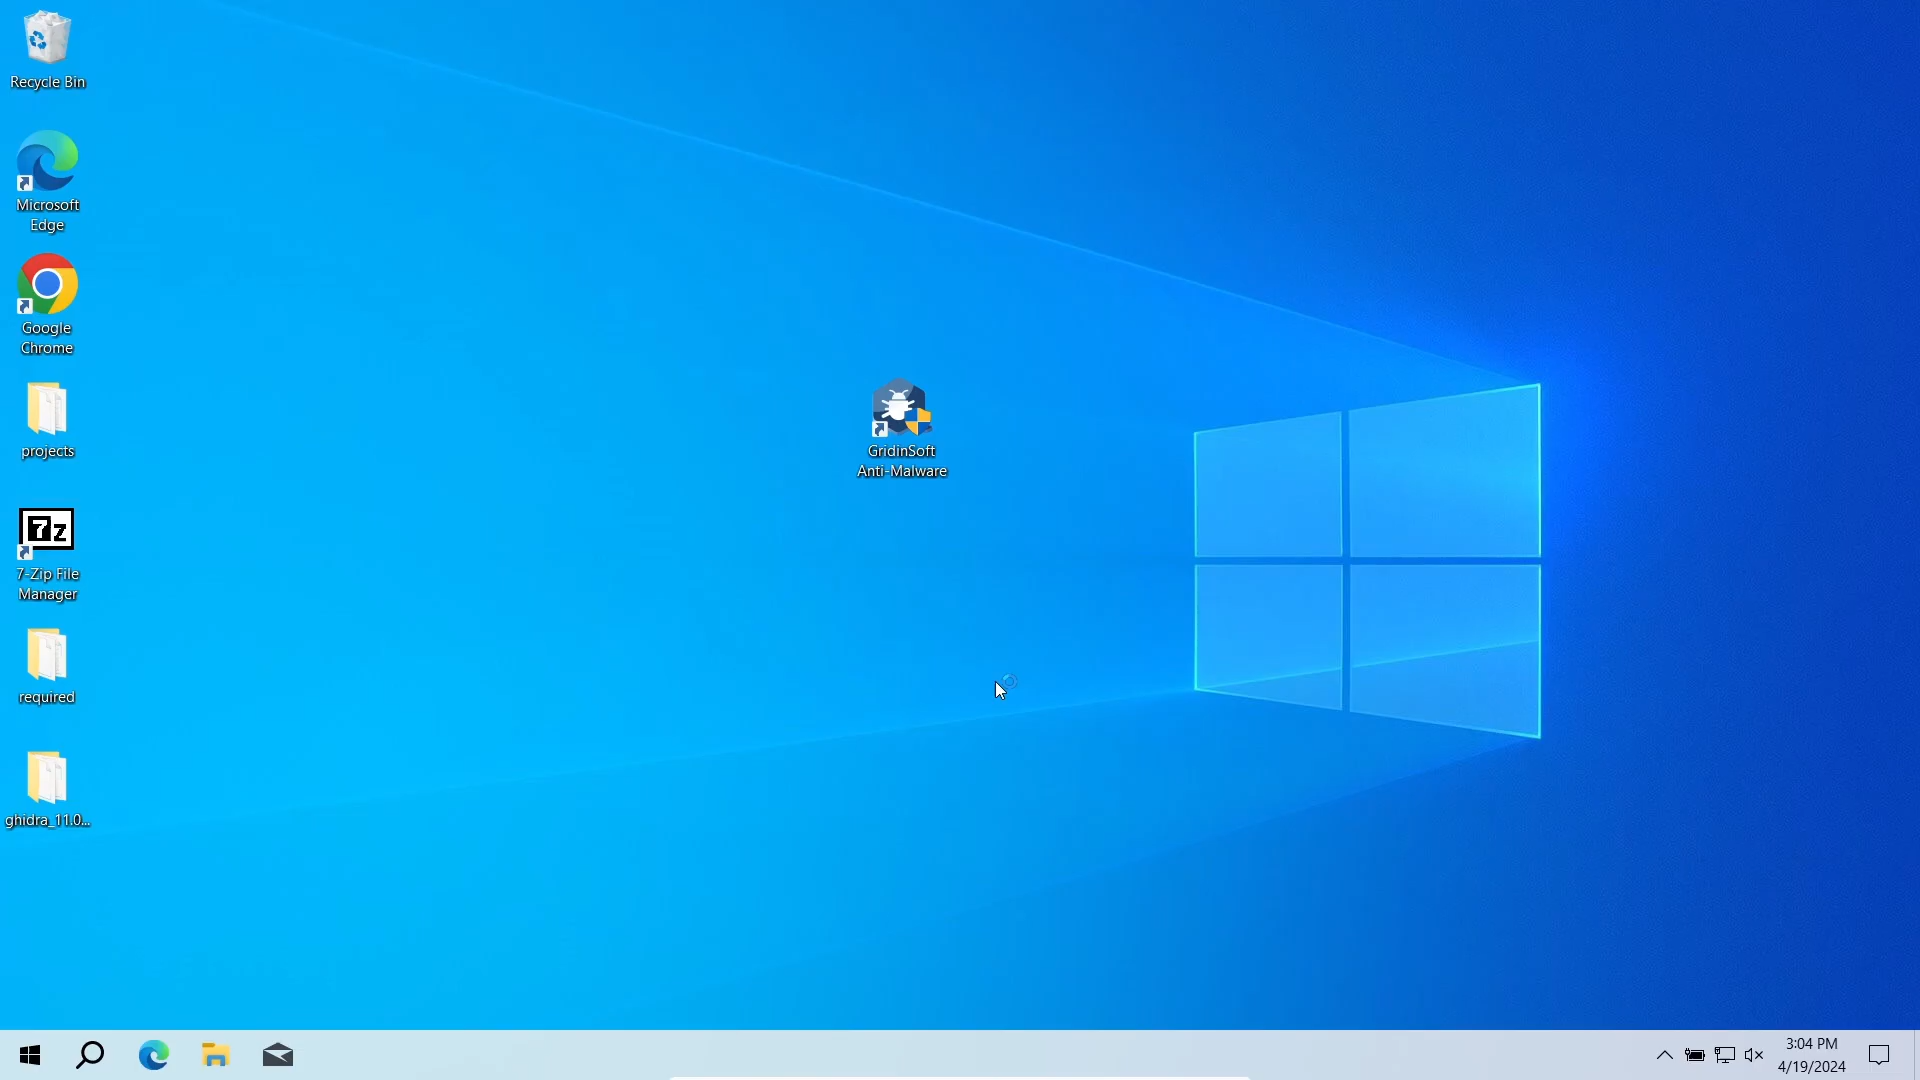 Recycle Bin
Microsoft
Edge
Google
Chrome
projects
7z
7-Zip File
Manager
required
ghidra_11.0...
GridinSoft
Anti-Malware
3:04 PM
4/19/2024